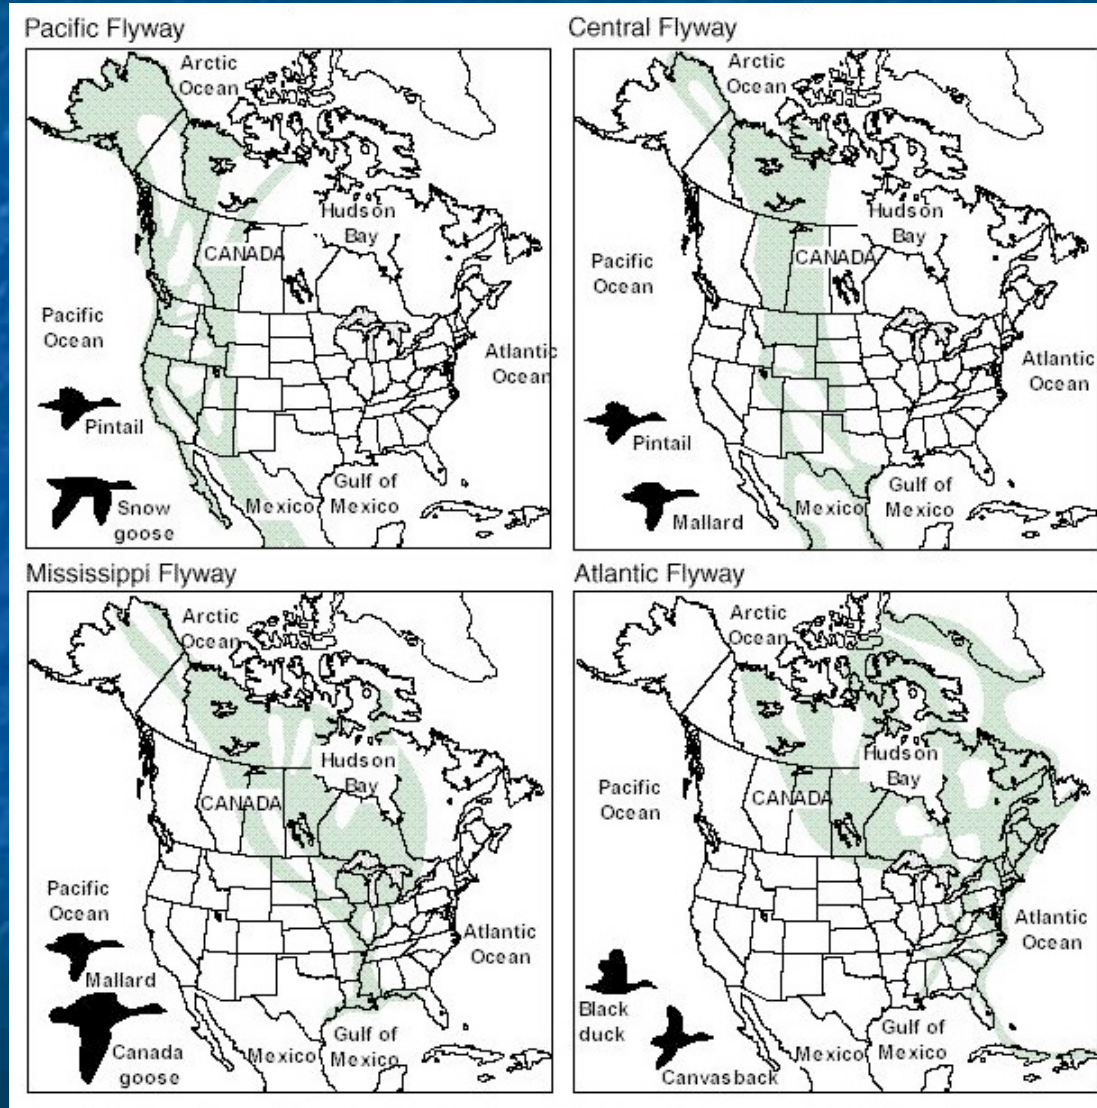 Pacific Flyway
Arctic
Ocean
Hudson
Bay
CANADA
Pacific
Ocean
Atlantic
Ocean
Pintail
Snow
goose
Gulf of
Mexico
Mexico
Central Flyway
Arctic
Ocean
Hudson
Bay
CANADA
Pacific
Ocean
Atlantic
Ocean
Pintail
Mallard
Gulf of
Mexico
Mexico
Mississippi Flyway
Arctic
Ocean
Hudson
Bay
CANADA
Pacific
Ocean
Atlantic
Ocean
Mallard
Canada
goose
Gulf of
Mexico
Mexico
Atlantic Flyway
Arctic
Ocean
Hudson
Bay
CANADA
Pacific
Ocean
Atlantic
Ocean
Black
duck
Canvasback
Gulf of
Mexico
Mexico